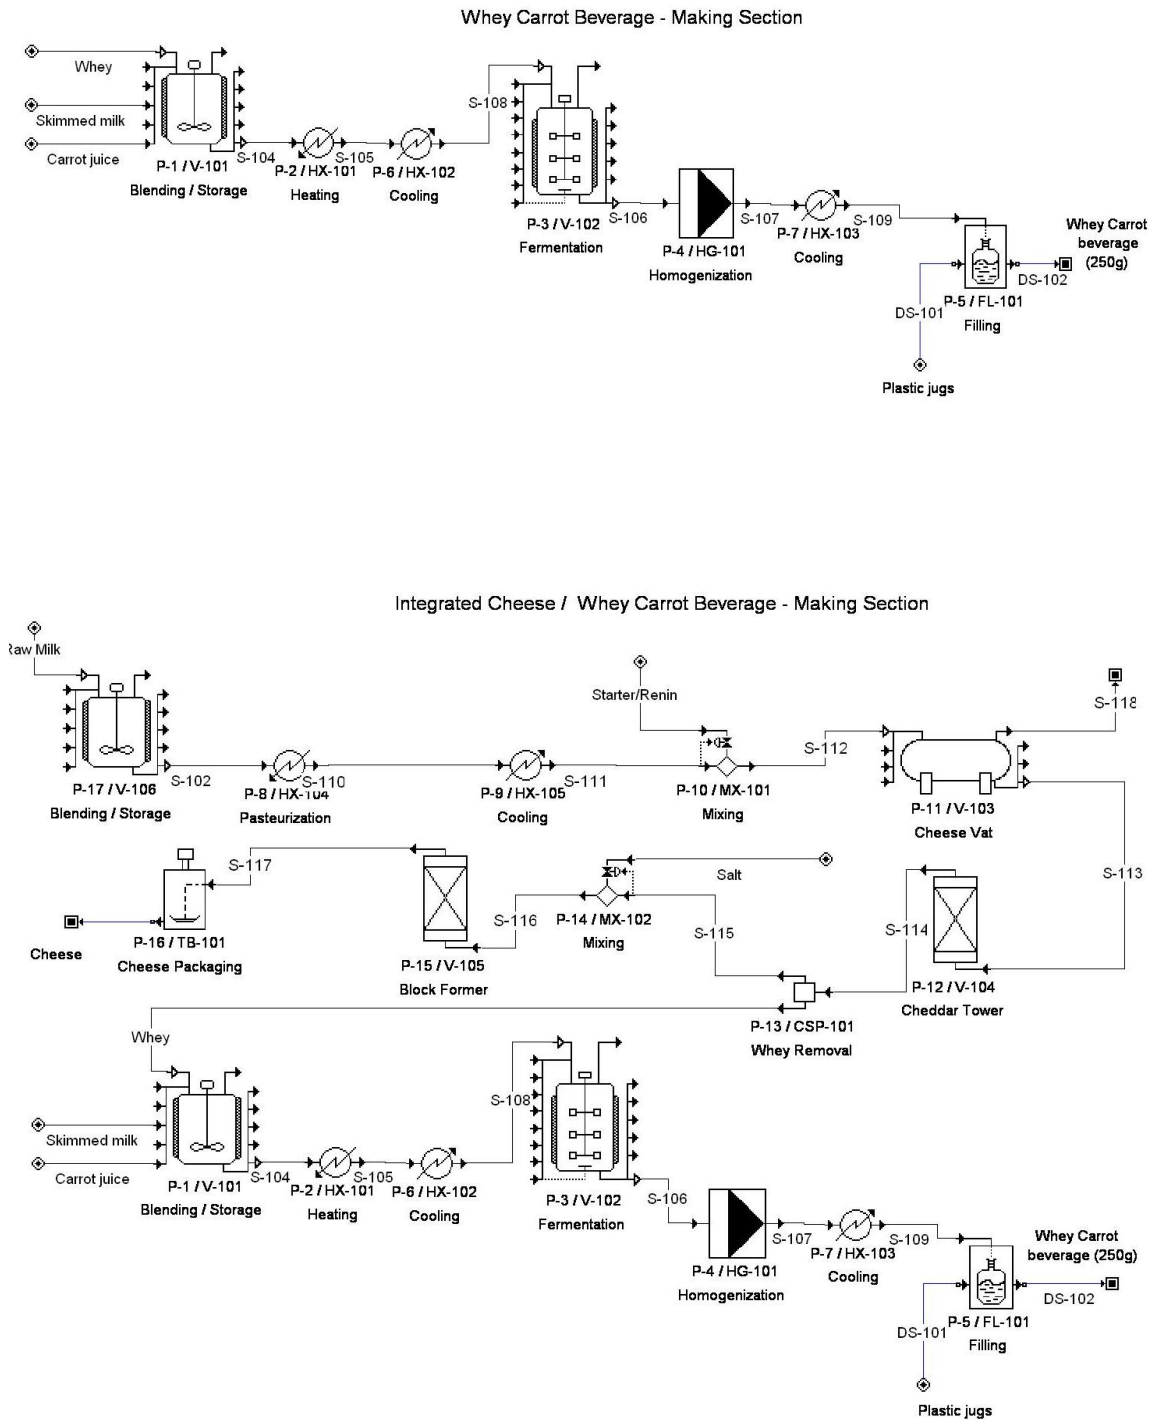 Whey Carrot Beverage - Making Section
Whey
Skimmed milk
Carrot juice
P-1 / V-101
Blending / Storage
S-104
P-2 / HX-101
Heating
S-105
P-6 / HX-102
Cooling
S-108
P-3 / V-102
Fermentation
S-106
P-4 / HG-101
Homogenization
S-107
P-7 / HX-103
Cooling
S-109
Whey Carrot
beverage
(250g)
DS-102
P-5 / FL-101
Filling
DS-101
Plastic jugs
Integrated Cheese / Whey Carrot Beverage - Making Section
Raw Milk
P-17 / V-106
Blending / Storage
S-102
P-8 / HX-104
Pasteurization
S-110
P-9 / HX-105
Cooling
S-111
Starter/Renin
P-10 / MX-101
Mixing
S-112
P-11 / V-103
Cheese Vat
S-118
S-113
S-117
Cheese
P-16 / TB-101
Cheese Packaging
P-15 / V-105
Block Former
S-116
Salt
P-14 / MX-102
Mixing
S-115
S-114
P-12 / V-104
Cheddar Tower
P-13 / CSP-101
Whey Removal
Whey
Skimmed milk
Carrot juice
P-1 / V-101
Blending / Storage
S-104
P-2 / HX-101
Heating
S-105
P-6 / HX-102
Cooling
S-108
P-3 / V-102
Fermentation
S-106
P-4 / HG-101
Homogenization
S-107
P-7 / HX-103
Cooling
S-109
Whey Carrot
beverage (250g)
DS-102
P-5 / FL-101
Filling
DS-101
Plastic jugs